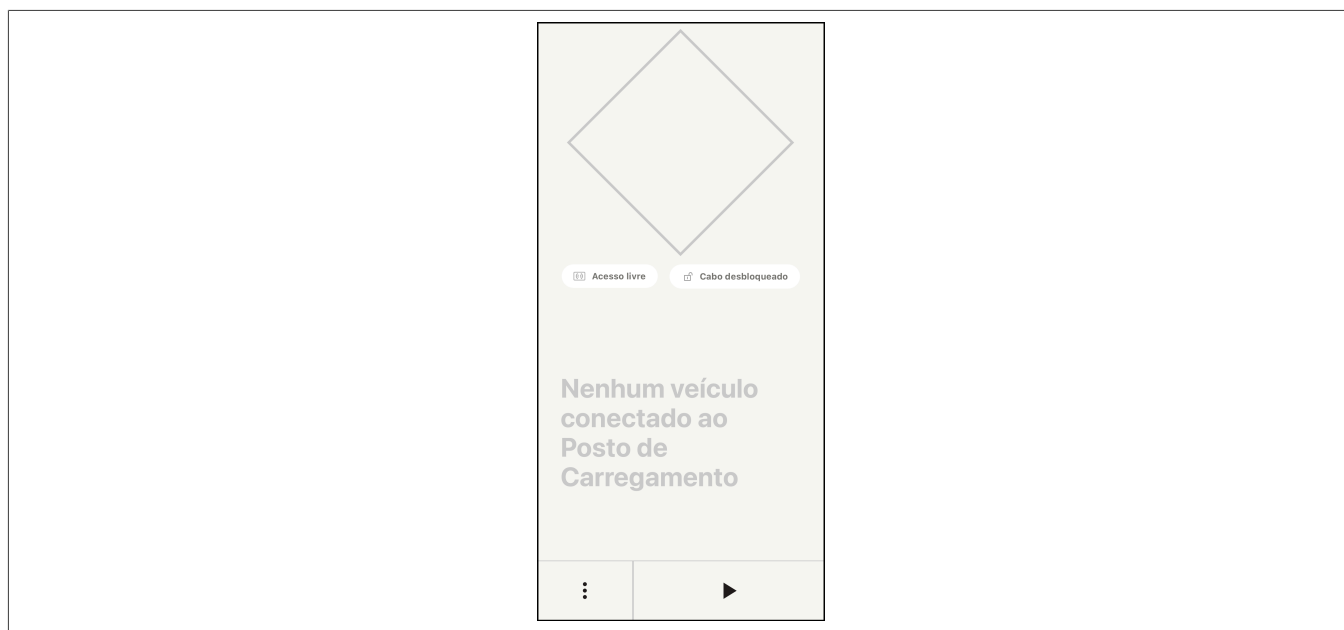 Acesso livre
Cabo desbloqueado
Nenhum veículo
conectado ao
Posto de
Carregamento